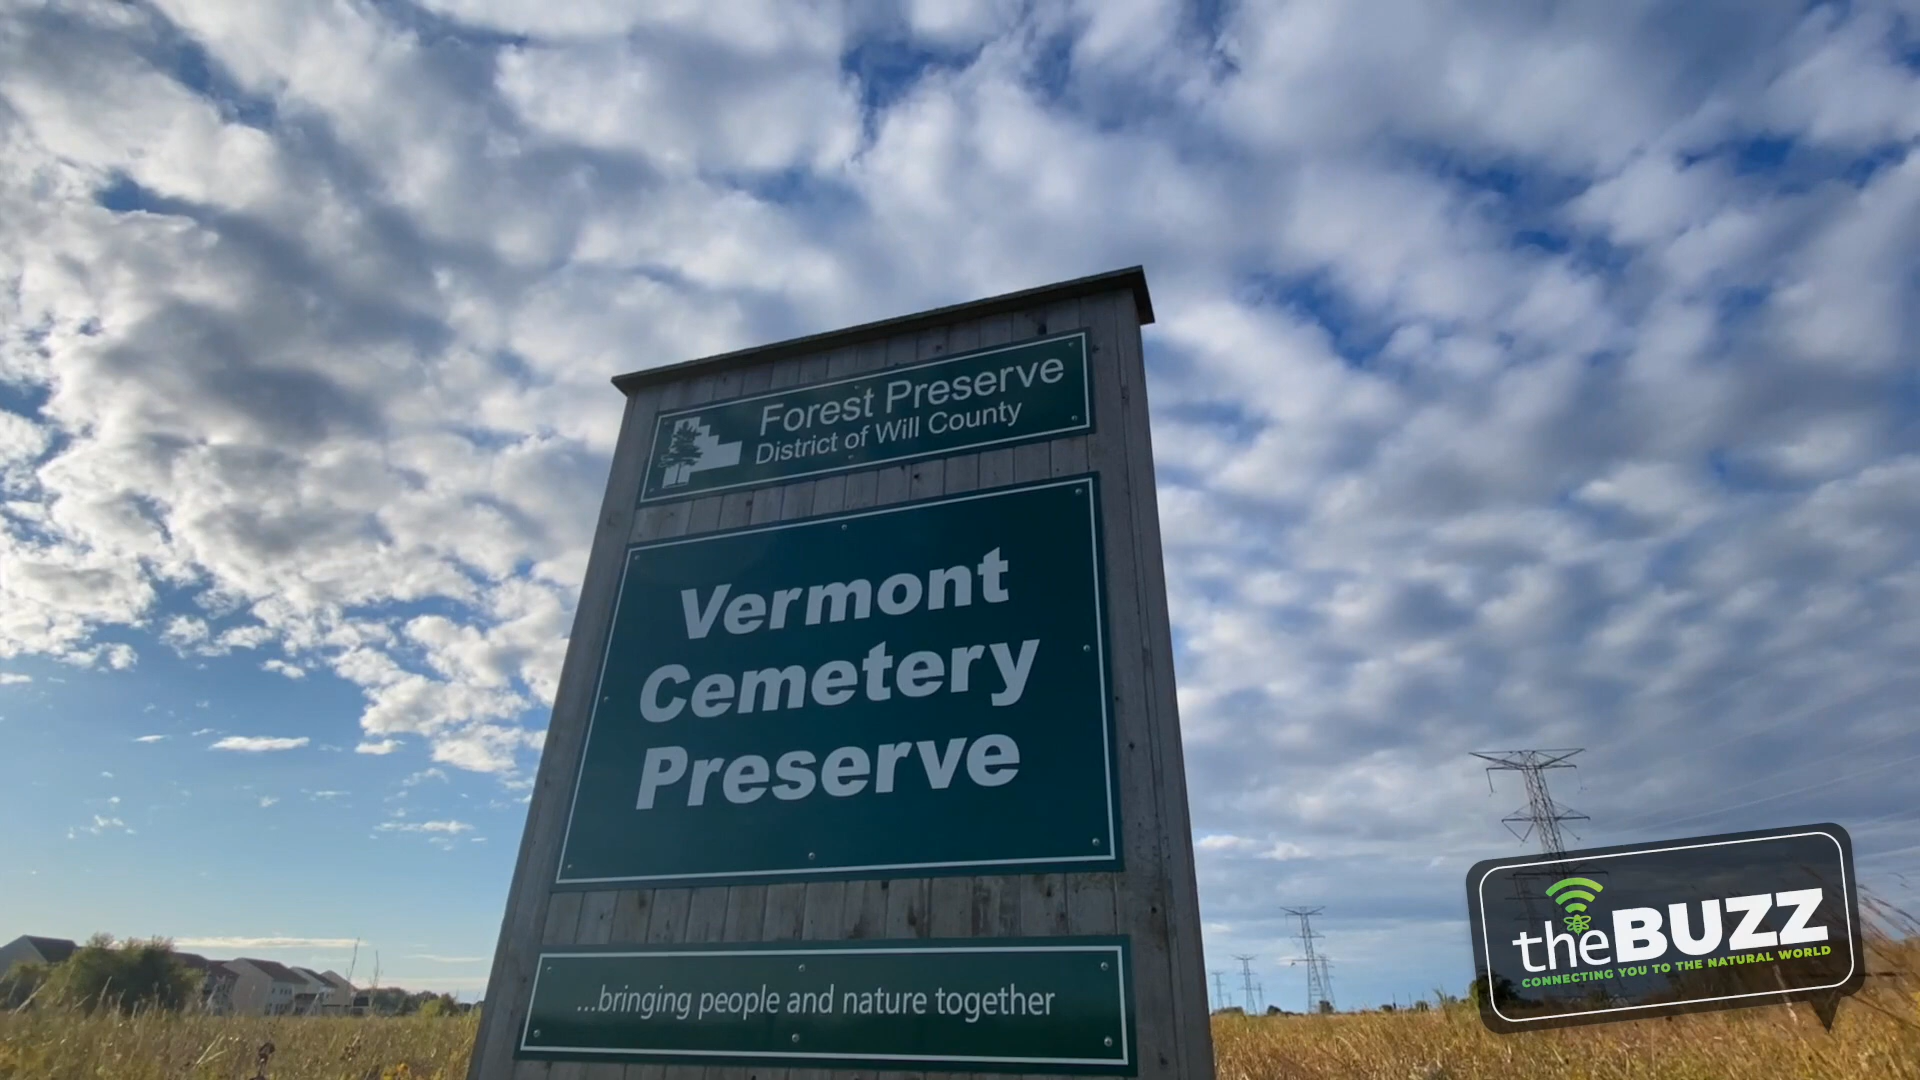 Forest Preserve
District of Will County
Vermont
Cemetery
Preserve
...bringing people and nature together
theBUZZ
CONNECTING YOU TO THE NATURAL WORLD